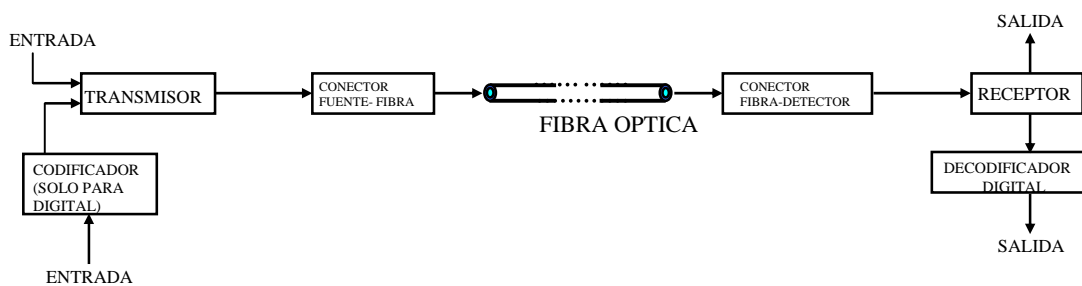 ENTRADA
TRANSMISOR
CODIFICADOR
(SOLO PARA
DIGITAL)
ENTRADA
CONECTOR
FUENTE- FIBRA
FIBRA OPTICA
CONECTOR
FIBRA-DETECTOR
SALIDA
RECEPTOR
DECODIFICADOR
DIGITAL
SALIDA